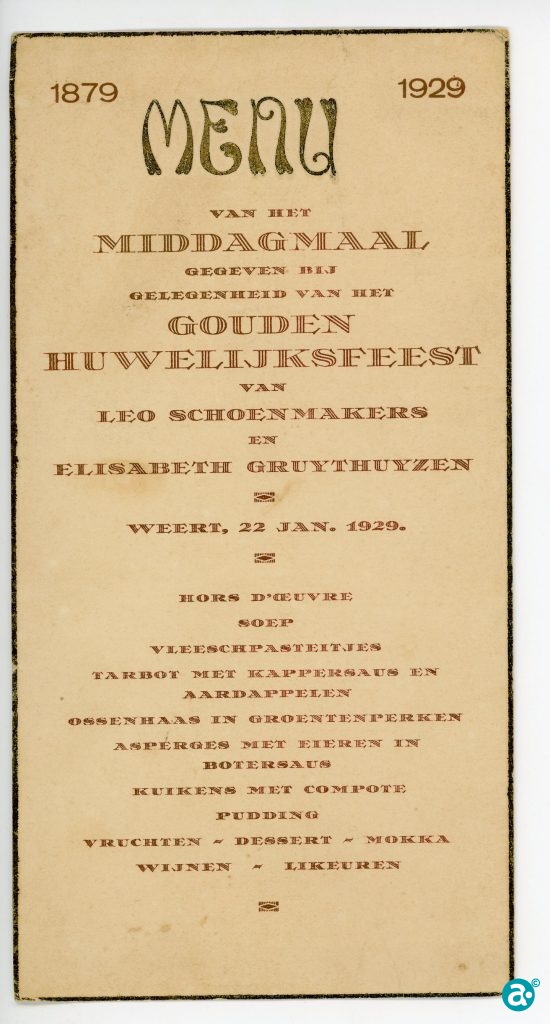 1879 1929
MENU
VAN HET
MIDDAGMAAL
GEGEVEN BIJ
GELEGENHEID VAN HET
GOUDEN
HUWELIJKSFEEST
VAN
LEO SCHOENMAKERS
EN
ELISABETH GRUYTHUYZEN
WEERT, 22 JAN. 1929.
HORS D'ŒUVRE
SOEP
VLEESCHPASTEITJES
TARBOT MET KAPPERSAUS EN
AARDAPPELEN
OSSENHAAS IN GROENTENPERKEN
ASPERGES MET EIEREN IN
BOTERSAUS
KUIKENS MET COMPOTE
PUDDING
VRUCHTEN - DESSERT - MOKKA
WIJNEN - LIKEUREN
a. ©